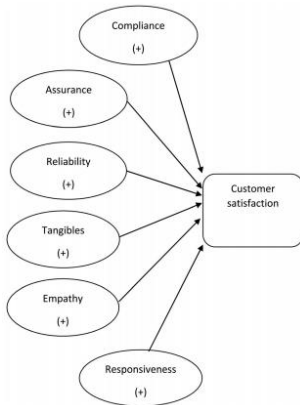 Compliance
(+)
Assurance
(+)
Reliability
(+)
Customer
satisfaction
Tangibles
(+)
Empathy
(+)
Responsiveness
(+)